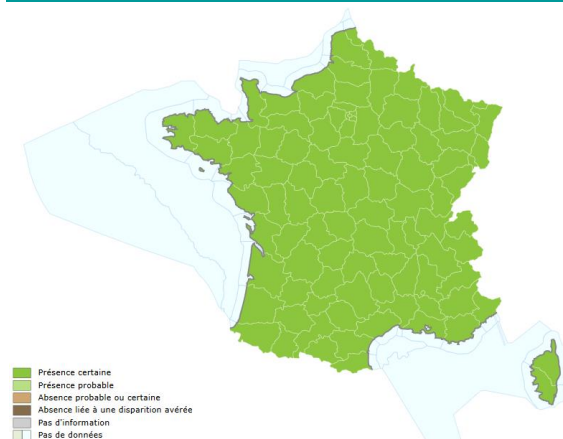 Présence certaine
Présence probable
Absence probable ou certaine
Absence liée à une disparition avérée
Pas d'information
Pas de données